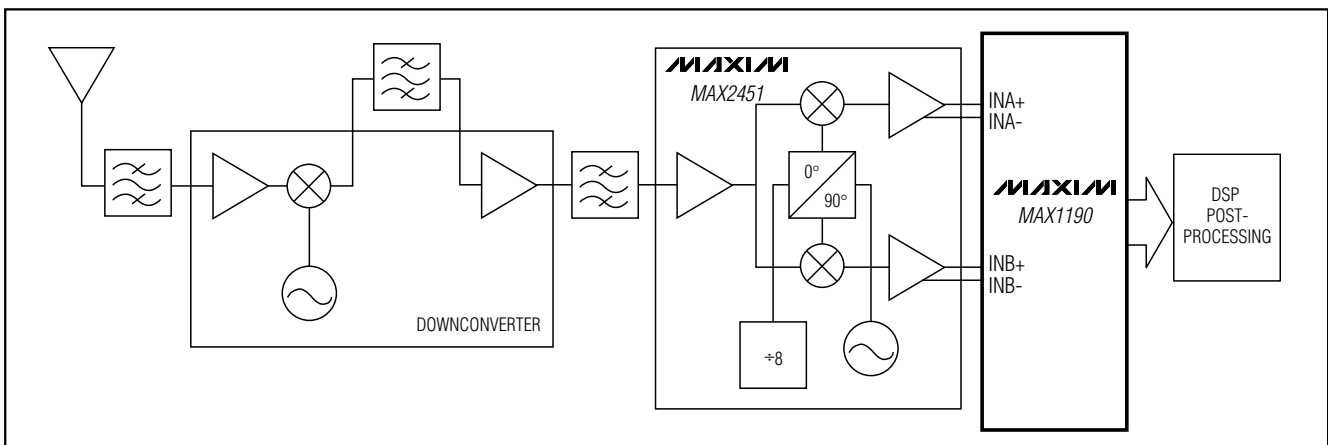 DOWNCONVERTER
MAXIM
MAX2451
0°
90°
÷8
INA+
INA-
MAXIM
MAX1190
INB+
INB-
DSP
POST-
PROCESSING